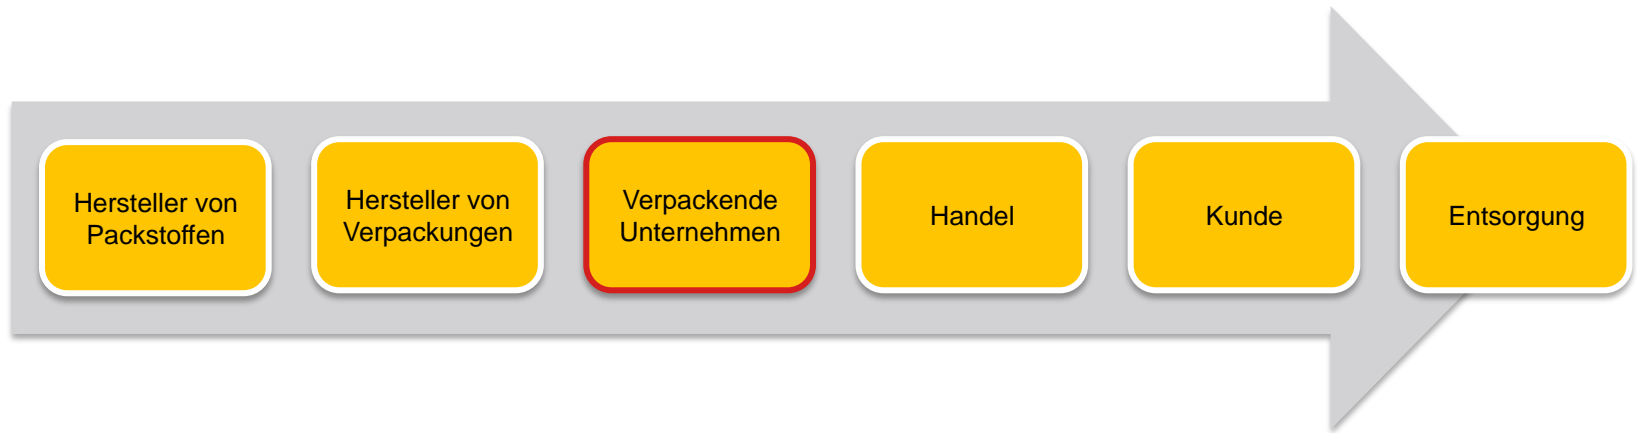 Hersteller von
Packstoffen
Hersteller von
Verpackungen
Verpackende
Unternehmen
Handel
Kunde
Entsorgung